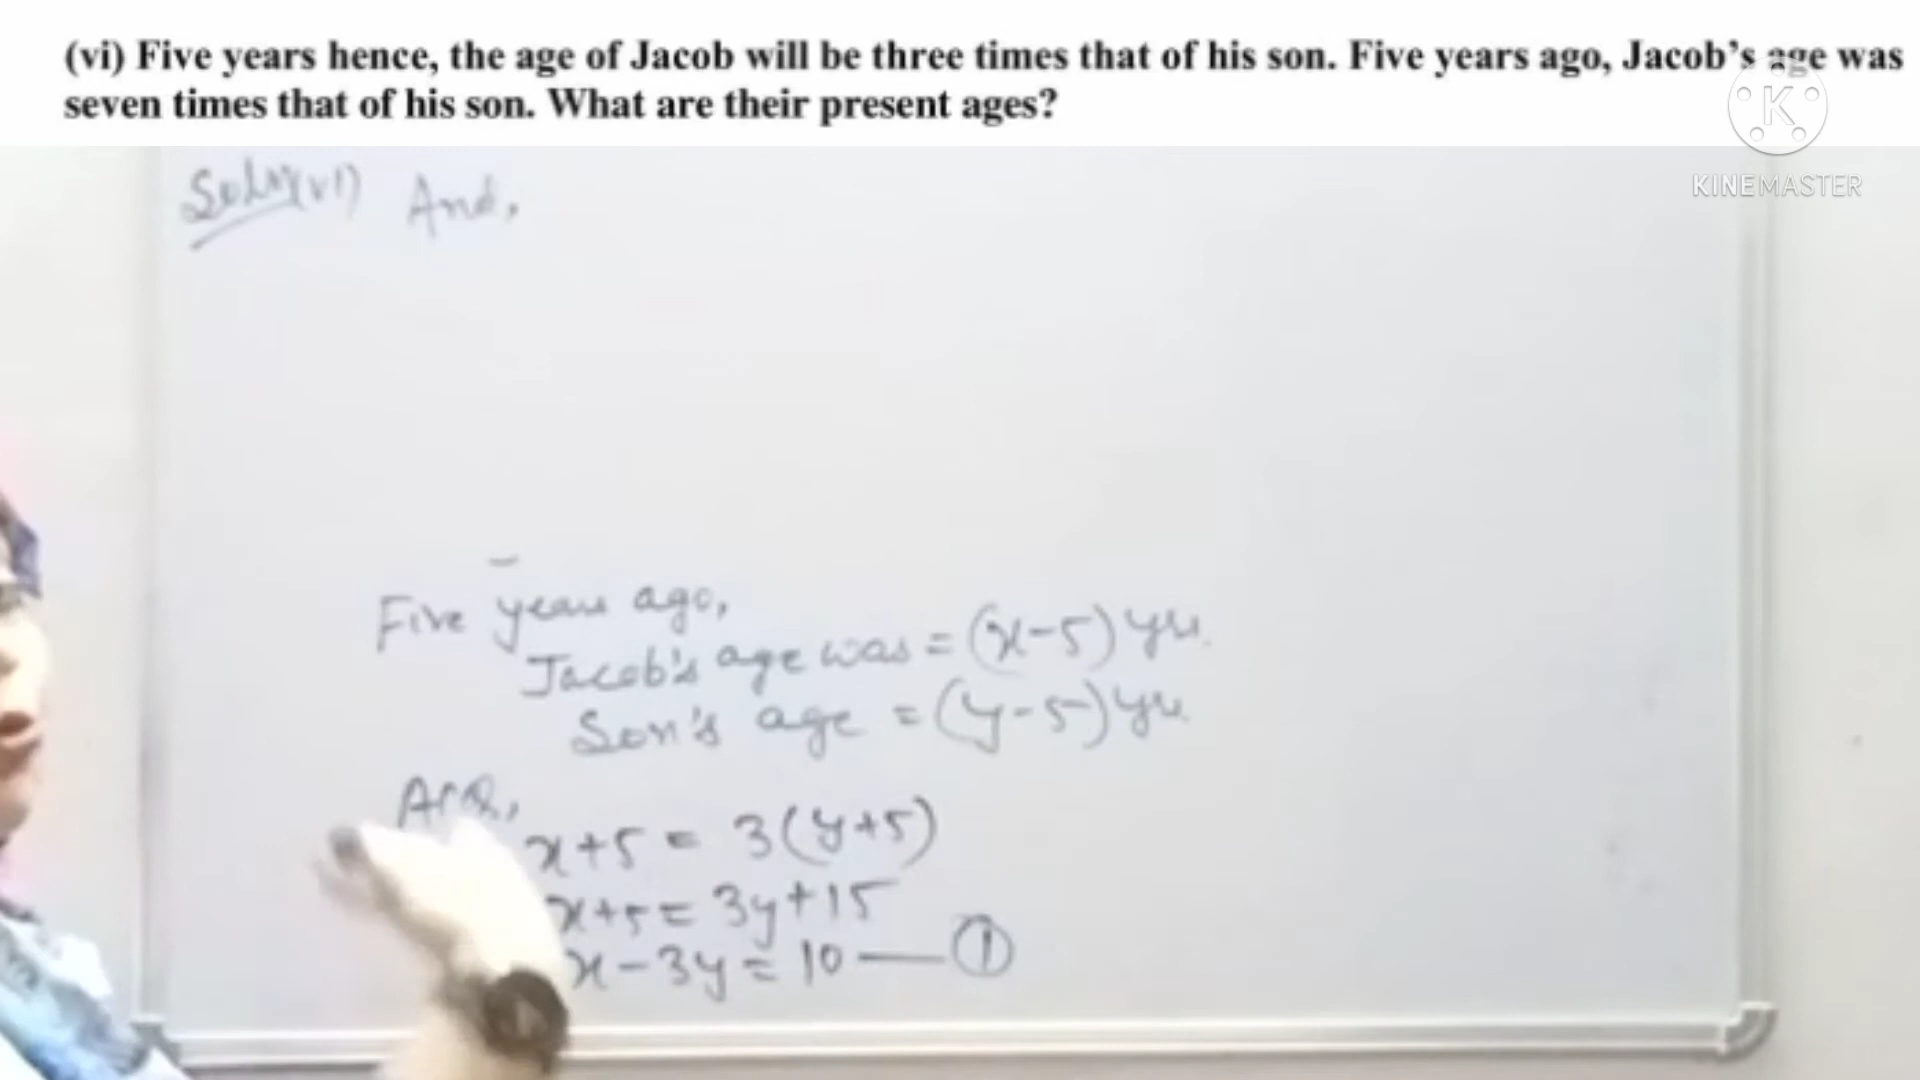 (vi) Five years hence, the age of Jacob will be three times that of his son. Five years ago, Jacob’s age was
seven times that of his son. What are their present ages?
K
KINEMASTER
Soln(vi) And,
Five years ago,
Jacob's age was = (x-5) yrs.
Son's age = (y-5) yrs.
ACQ,
x+5 = 3(y+5)
x+5 = 3y+15
x-3y = 10 — ①